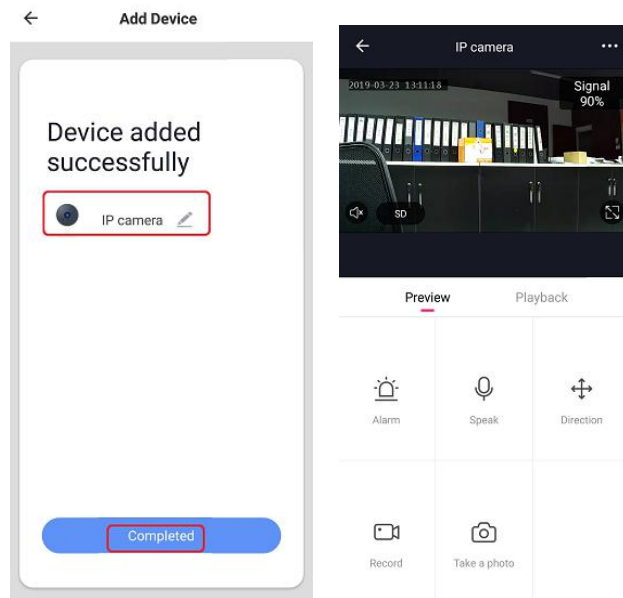 Add Device
Device added
successfully
IP camera
Completed
IP camera
2019-03-23 13:11:18
Signal
90%
SD
Preview Playback
Alarm Speak Direction
Record Take a photo